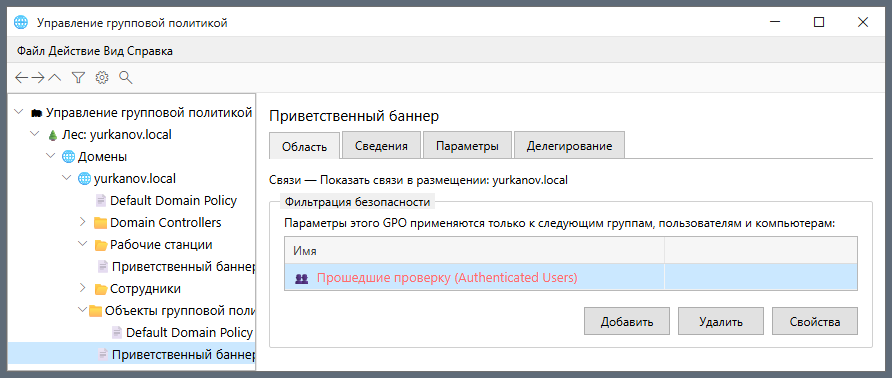 Управление групповой политикой
Файл Действие Вид Справка
Управление групповой политикой
Лес: yurkanov.local
Домены
yurkanov.local
Default Domain Policy
Domain Controllers
Рабочие станции
Приветственный баннер
Сотрудники
Объекты групповой поли
Default Domain Policy
Приветственный баннер
Приветственный баннер
Область Сведения Параметры Делегирование
Связи — Показать связи в размещении: yurkanov.local
Фильтрация безопасности
Параметры этого GPO применяются только к следующим группам, пользователям и компьютерам:
Имя
Прошедшие проверку (Authenticated Users)
Добавить Удалить Свойства